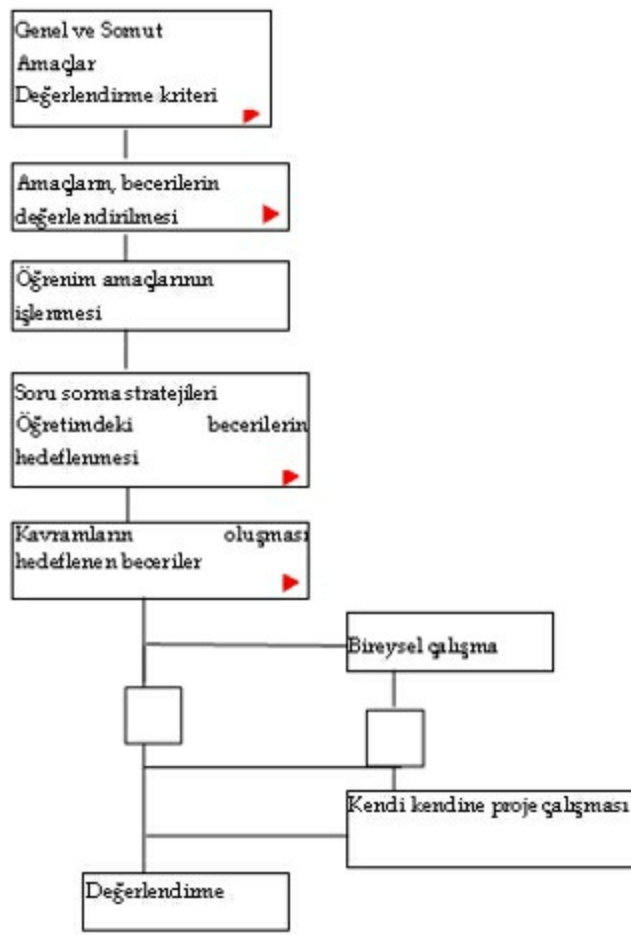 Genel ve Somut
Amaçlar
Değerlendirme kriteri
Amaçların, becerilerin
değerlendirilmesi
Öğrenim amaçlarının
işlenmesi
Soru sorma stratejileri
Öğretimdeki becerilerin
hedeflenmesi
Kavramların oluşması
hedeflenen beceriler
Bireysel çalışma
Kendi kendine proje çalışması
Değerlendirme